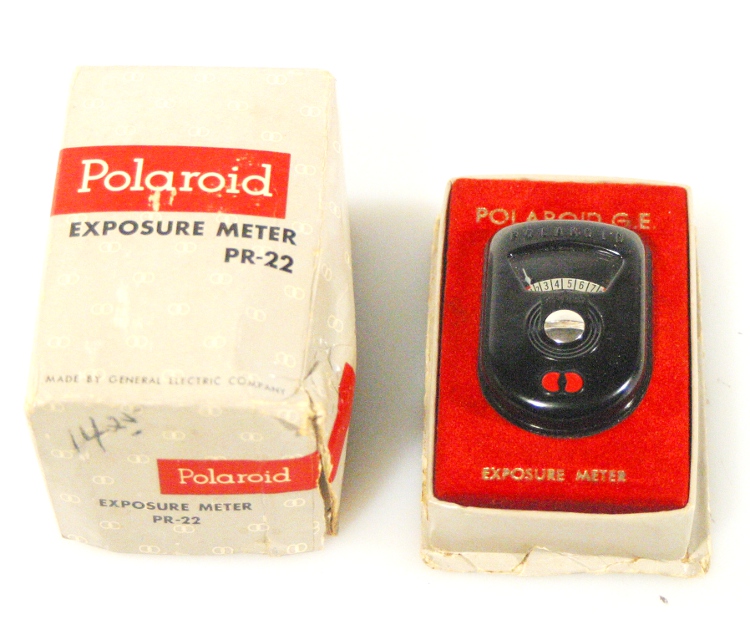 Polaroid
EXPOSURE METER
PR-22
MADE BY GENERAL ELECTRIC COMPANY
14 25
Polaroid
EXPOSURE METER
PR-22
POLAROID G.E.
POLAROID
3 4 5 6 7
EXPOSURE METER